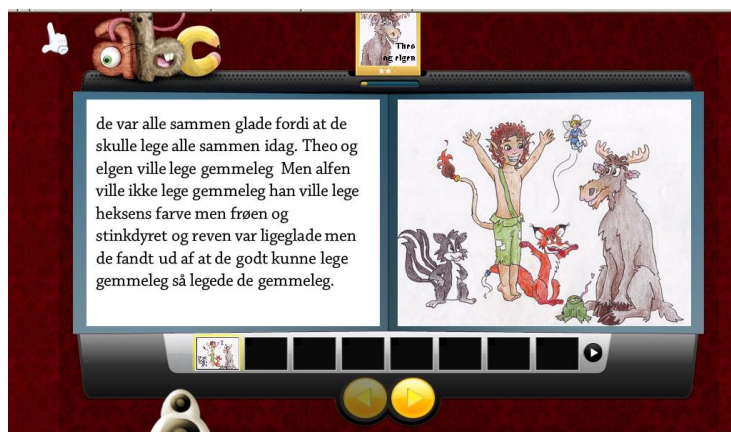 abc
Theo
og elgen
de var alle sammen glade fordi at de
skulle lege alle sammen idag. Theo og
elgen ville lege gemmeleg  Men alfen
ville ikke lege gemmeleg han ville lege
heksens farve men frøen og
stinkdyret og reven var ligeglade men
de fandt ud af at de godt kunne lege
gemmeleg så legede de gemmeleg.